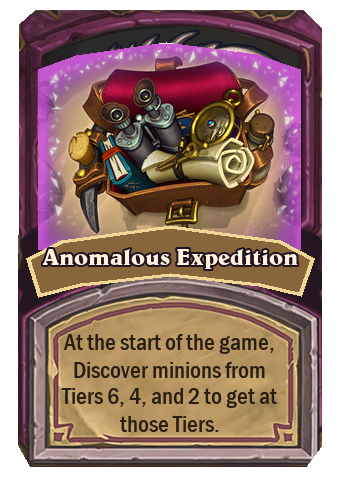 Anomalous Expedition
At the start of the game,
Discover minions from
Tiers 6, 4, and 2 to get at
those Tiers.